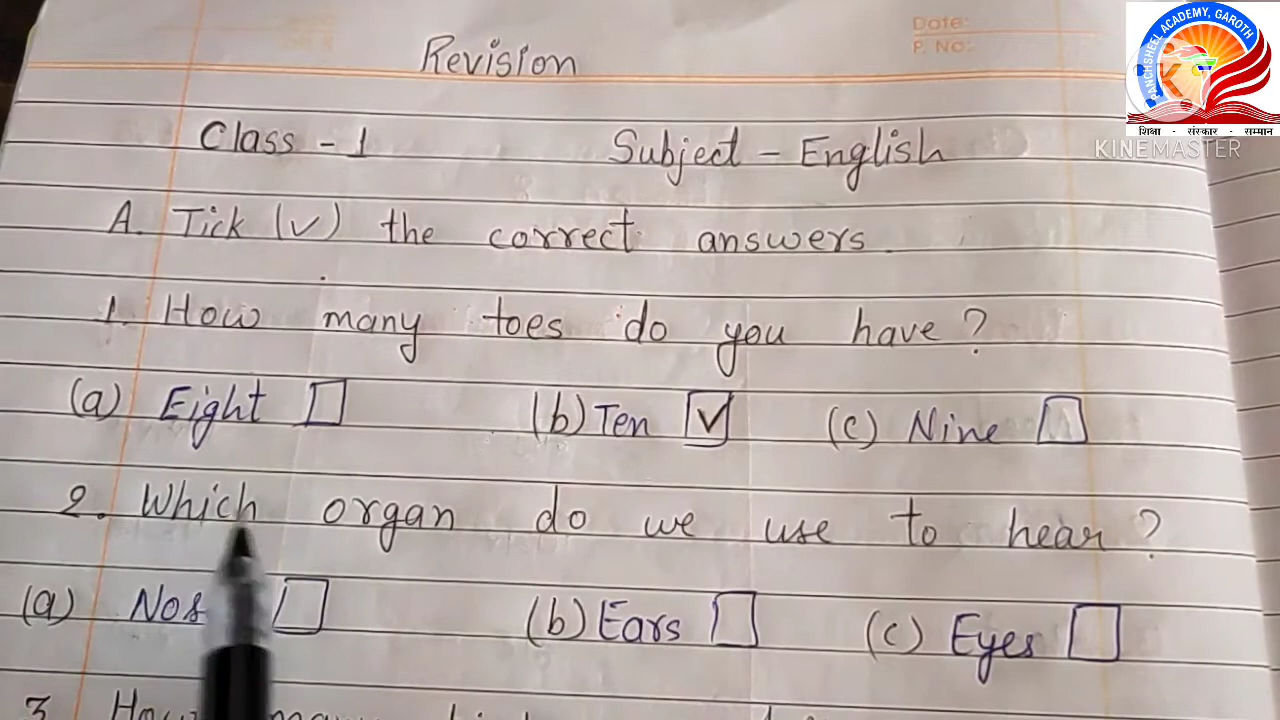 Date:
P. No:
PANCHSHEEL ACADEMY, GAROTH
शिक्षा · संस्कार · सम्मान
KINEMASTER
Revision
Class - 1 Subject - English
A. Tick (✓) the correct answers.
1. How many toes do you have?
(a) Eight (b) Ten ✓ (c) Nine
2. Which organ do we use to hear?
(a) (b) Ears (c) Eyes
3. How many